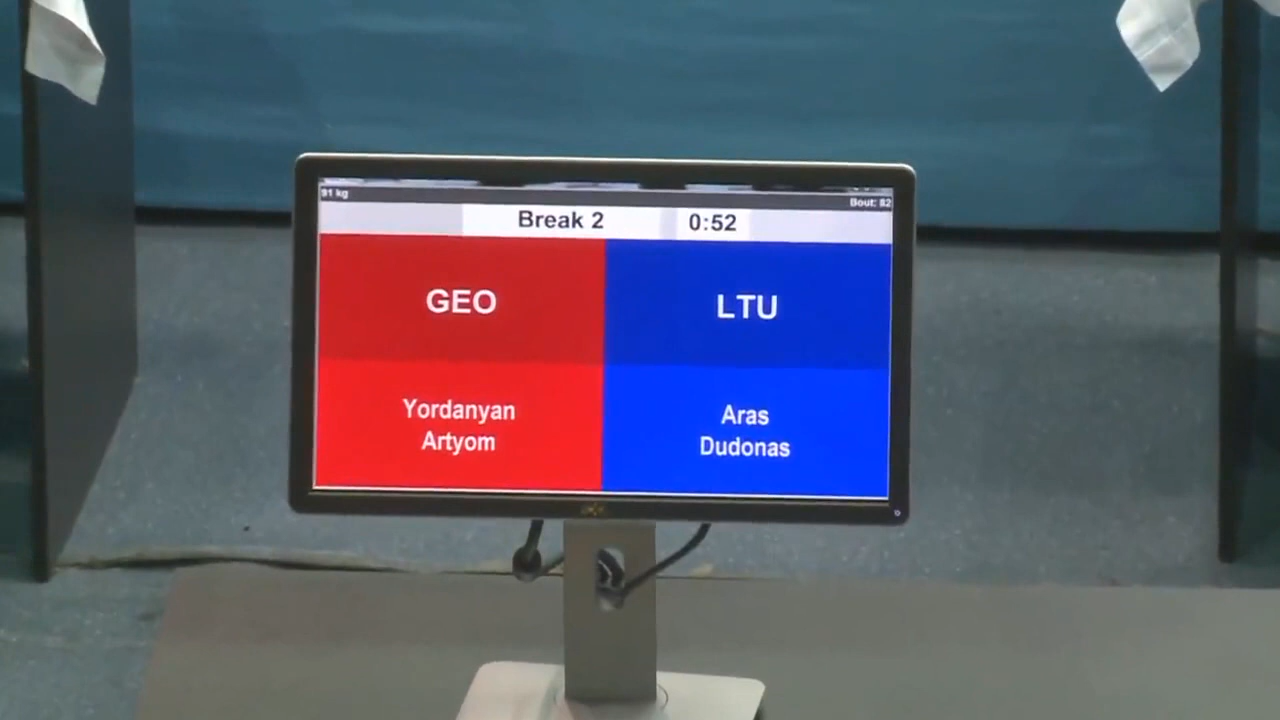 91 kg
Bout: 82
Break 2 0:52
GEO
LTU
Yordanyan
Artyom
Aras
Dudonas